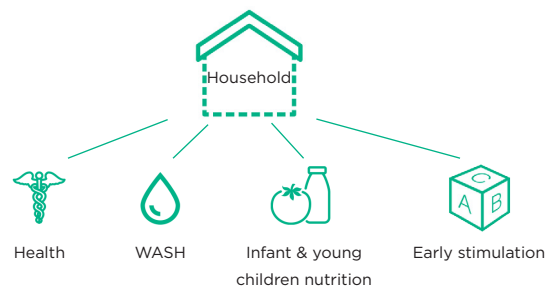 Household
Health
WASH
Infant & young
children nutrition
Early stimulation
C
A
B